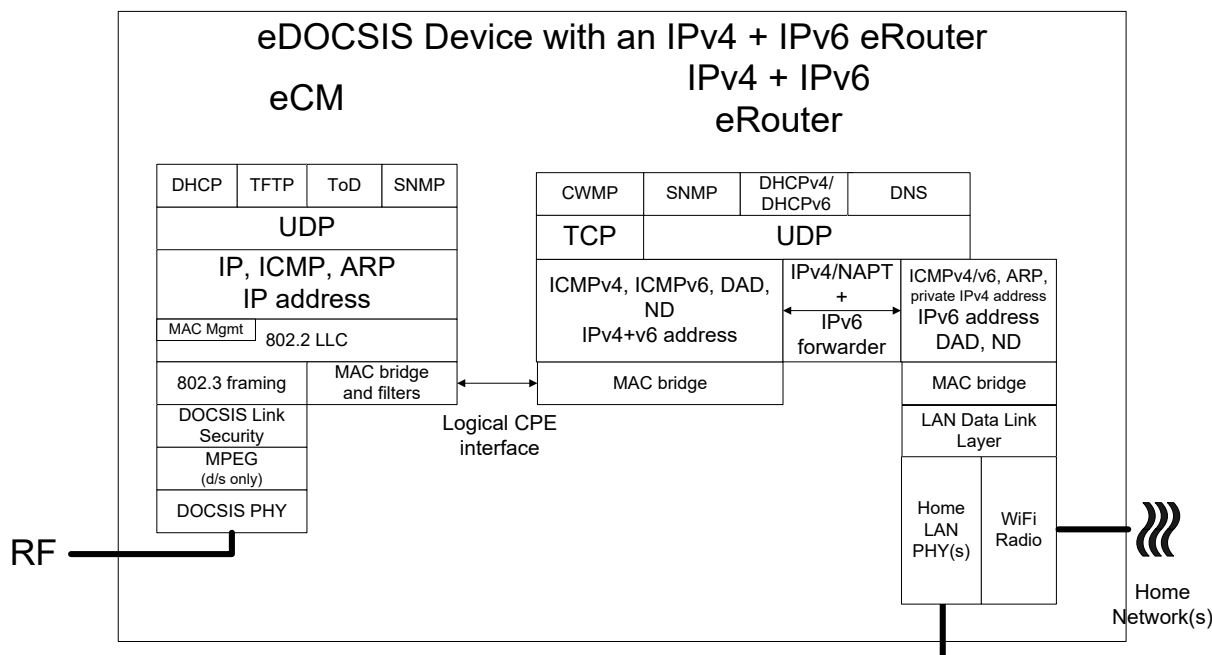 eDOCSIS Device with an IPv4 + IPv6 eRouter
eCM
IPv4 + IPv6
eRouter
DHCP
TFTP
ToD
SNMP
UDP
IP, ICMP, ARP
IP address
MAC Mgmt
802.2 LLC
802.3 framing
MAC bridge
and filters
DOCSIS Link
Security
MPEG
(d/s only)
DOCSIS PHY
RF
Logical CPE
interface
CWMP
SNMP
DHCPv4/
DHCPv6
DNS
TCP
UDP
ICMPv4, ICMPv6, DAD,
ND
IPv4+v6 address
IPv4/NAPT
+
IPv6
forwarder
ICMPv4/v6, ARP,
private IPv4 address
IPv6 address
DAD, ND
MAC bridge
MAC bridge
LAN Data Link
Layer
Home
LAN
PHY(s)
WiFi
Radio
Home
Network(s)